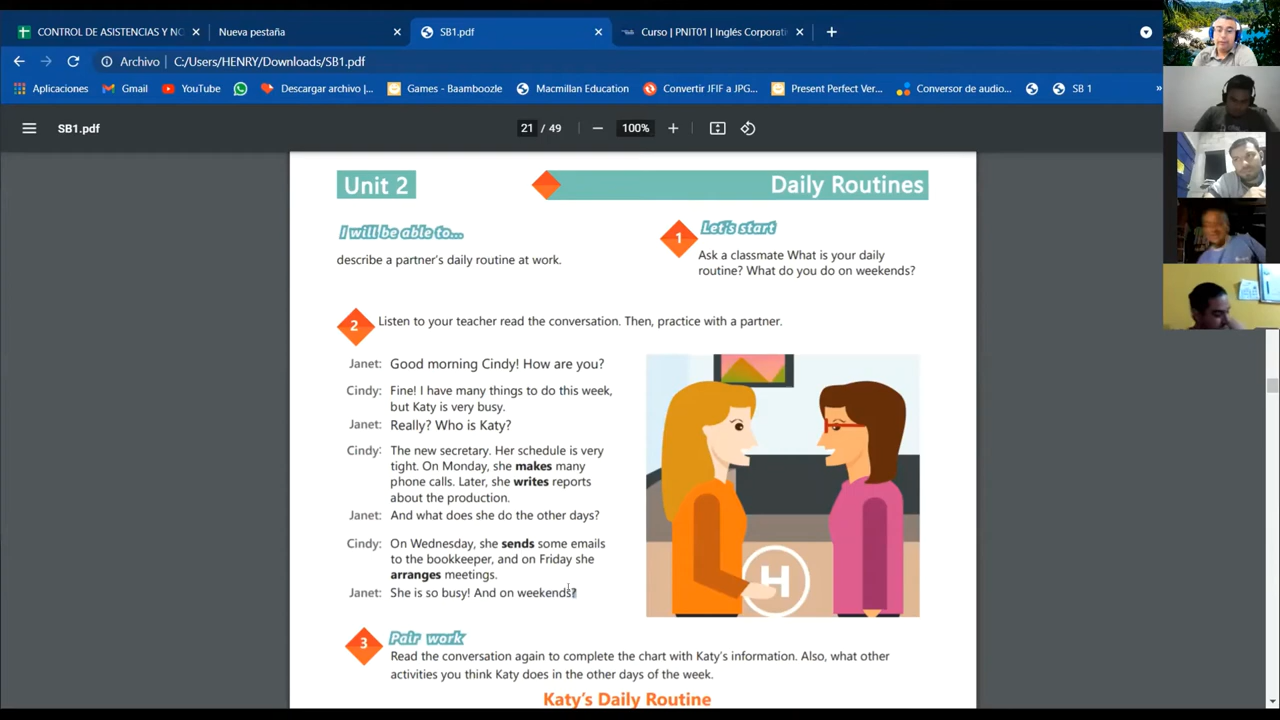 CONTROL DE ASISTENCIAS Y NO
Nueva pestaña
SB1.pdf
Curso | PNIT01 | Inglés Corporati
Archivo
C:/Users/HENRY/Downloads/SB1.pdf
Aplicaciones
Gmail
YouTube
Descargar archivo |...
Games - Baamboozle
Macmillan Education
Convertir JFIF a JPG...
Present Perfect Ver...
Conversor de audio...
SB 1
»
SB1.pdf
21 / 49
100%
Unit 2
Daily Routines
I will be able to...
describe a partner's daily routine at work.
1
Let's start
Ask a classmate What is your daily
routine? What do you do on weekends?
2
Listen to your teacher read the conversation. Then, practice with a partner.
Janet: Good morning Cindy! How are you?
Cindy: Fine! I have many things to do this week,
but Katy is very busy.
Janet: Really? Who is Katy?
Cindy: The new secretary. Her schedule is very
tight. On Monday, she makes many
phone calls. Later, she writes reports
about the production.
Janet: And what does she do the other days?
Cindy: On Wednesday, she sends some emails
to the bookkeeper, and on Friday she
arranges meetings.
Janet: She is so busy! And on weekends?
H
3
Pair work
Read the conversation again to complete the chart with Katy's information. Also, what other
activities you think Katy does in the other days of the week.
Katy's Daily Routine